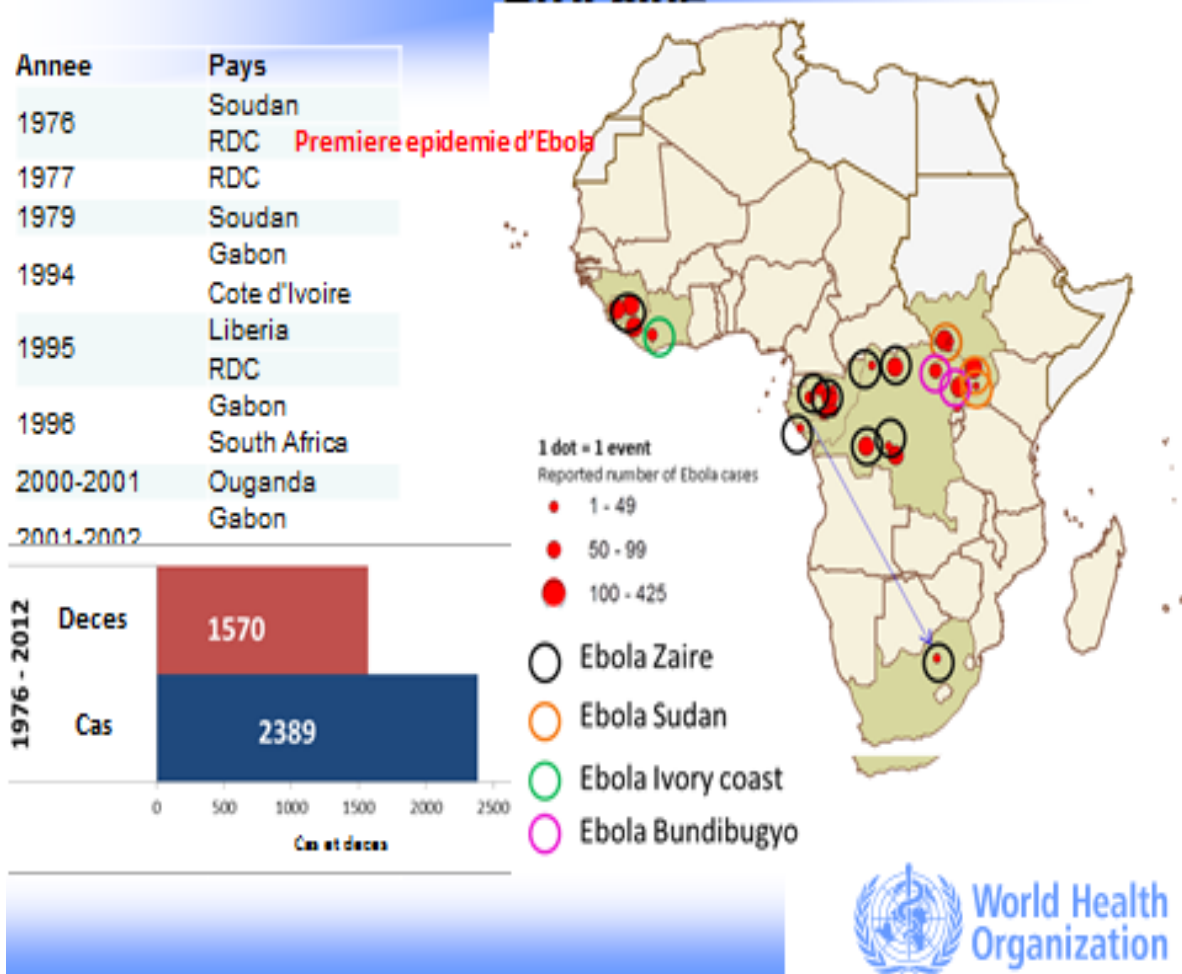 Annee Pays
1976 Soudan
RDC Premiere epidemie d'Ebola
1977 RDC
1979 Soudan
1994 Gabon
Cote d'Ivoire
1995 Liberia
RDC
1996 Gabon
South Africa
2000-2001 Ouganda
Gabon
2001-2002
1976 - 2012
Deces 1570
Cas 2389
0 500 1000 1500 2000 2500
Cas et deces
1 dot = 1 event
Reported number of Ebola cases
1 - 49
50 - 99
100 - 425
Ebola Zaire
Ebola Sudan
Ebola Ivory coast
Ebola Bundibugyo
World Health
Organization